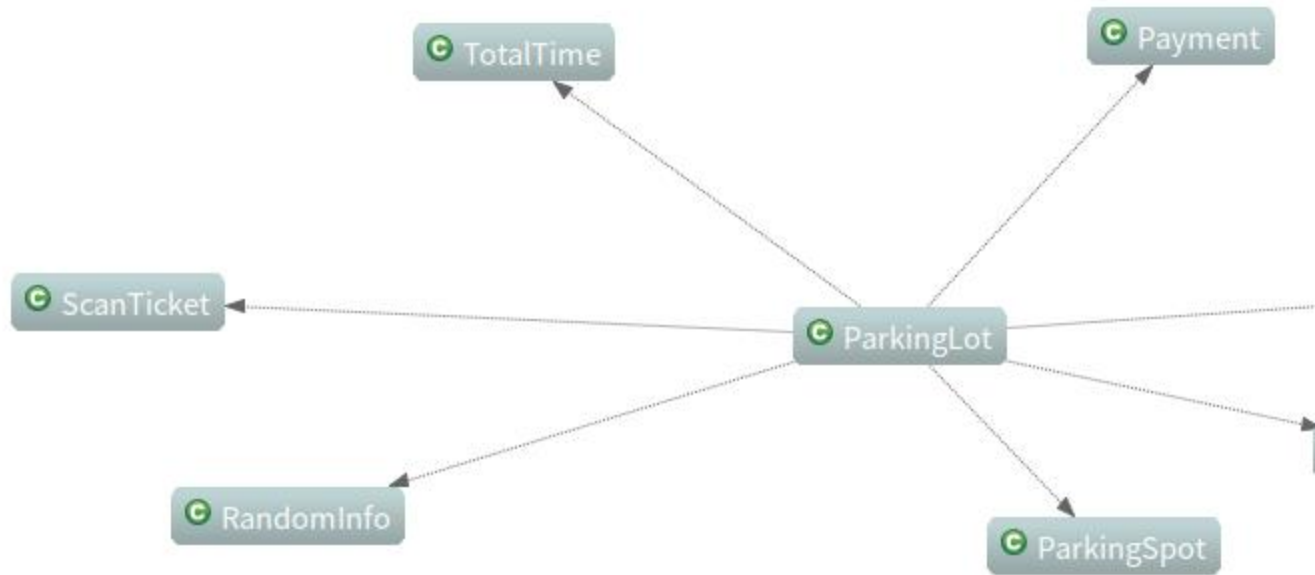 C Payment
C TotalTime
C ScanTicket
C ParkingLot
C RandomInfo
C ParkingSpot